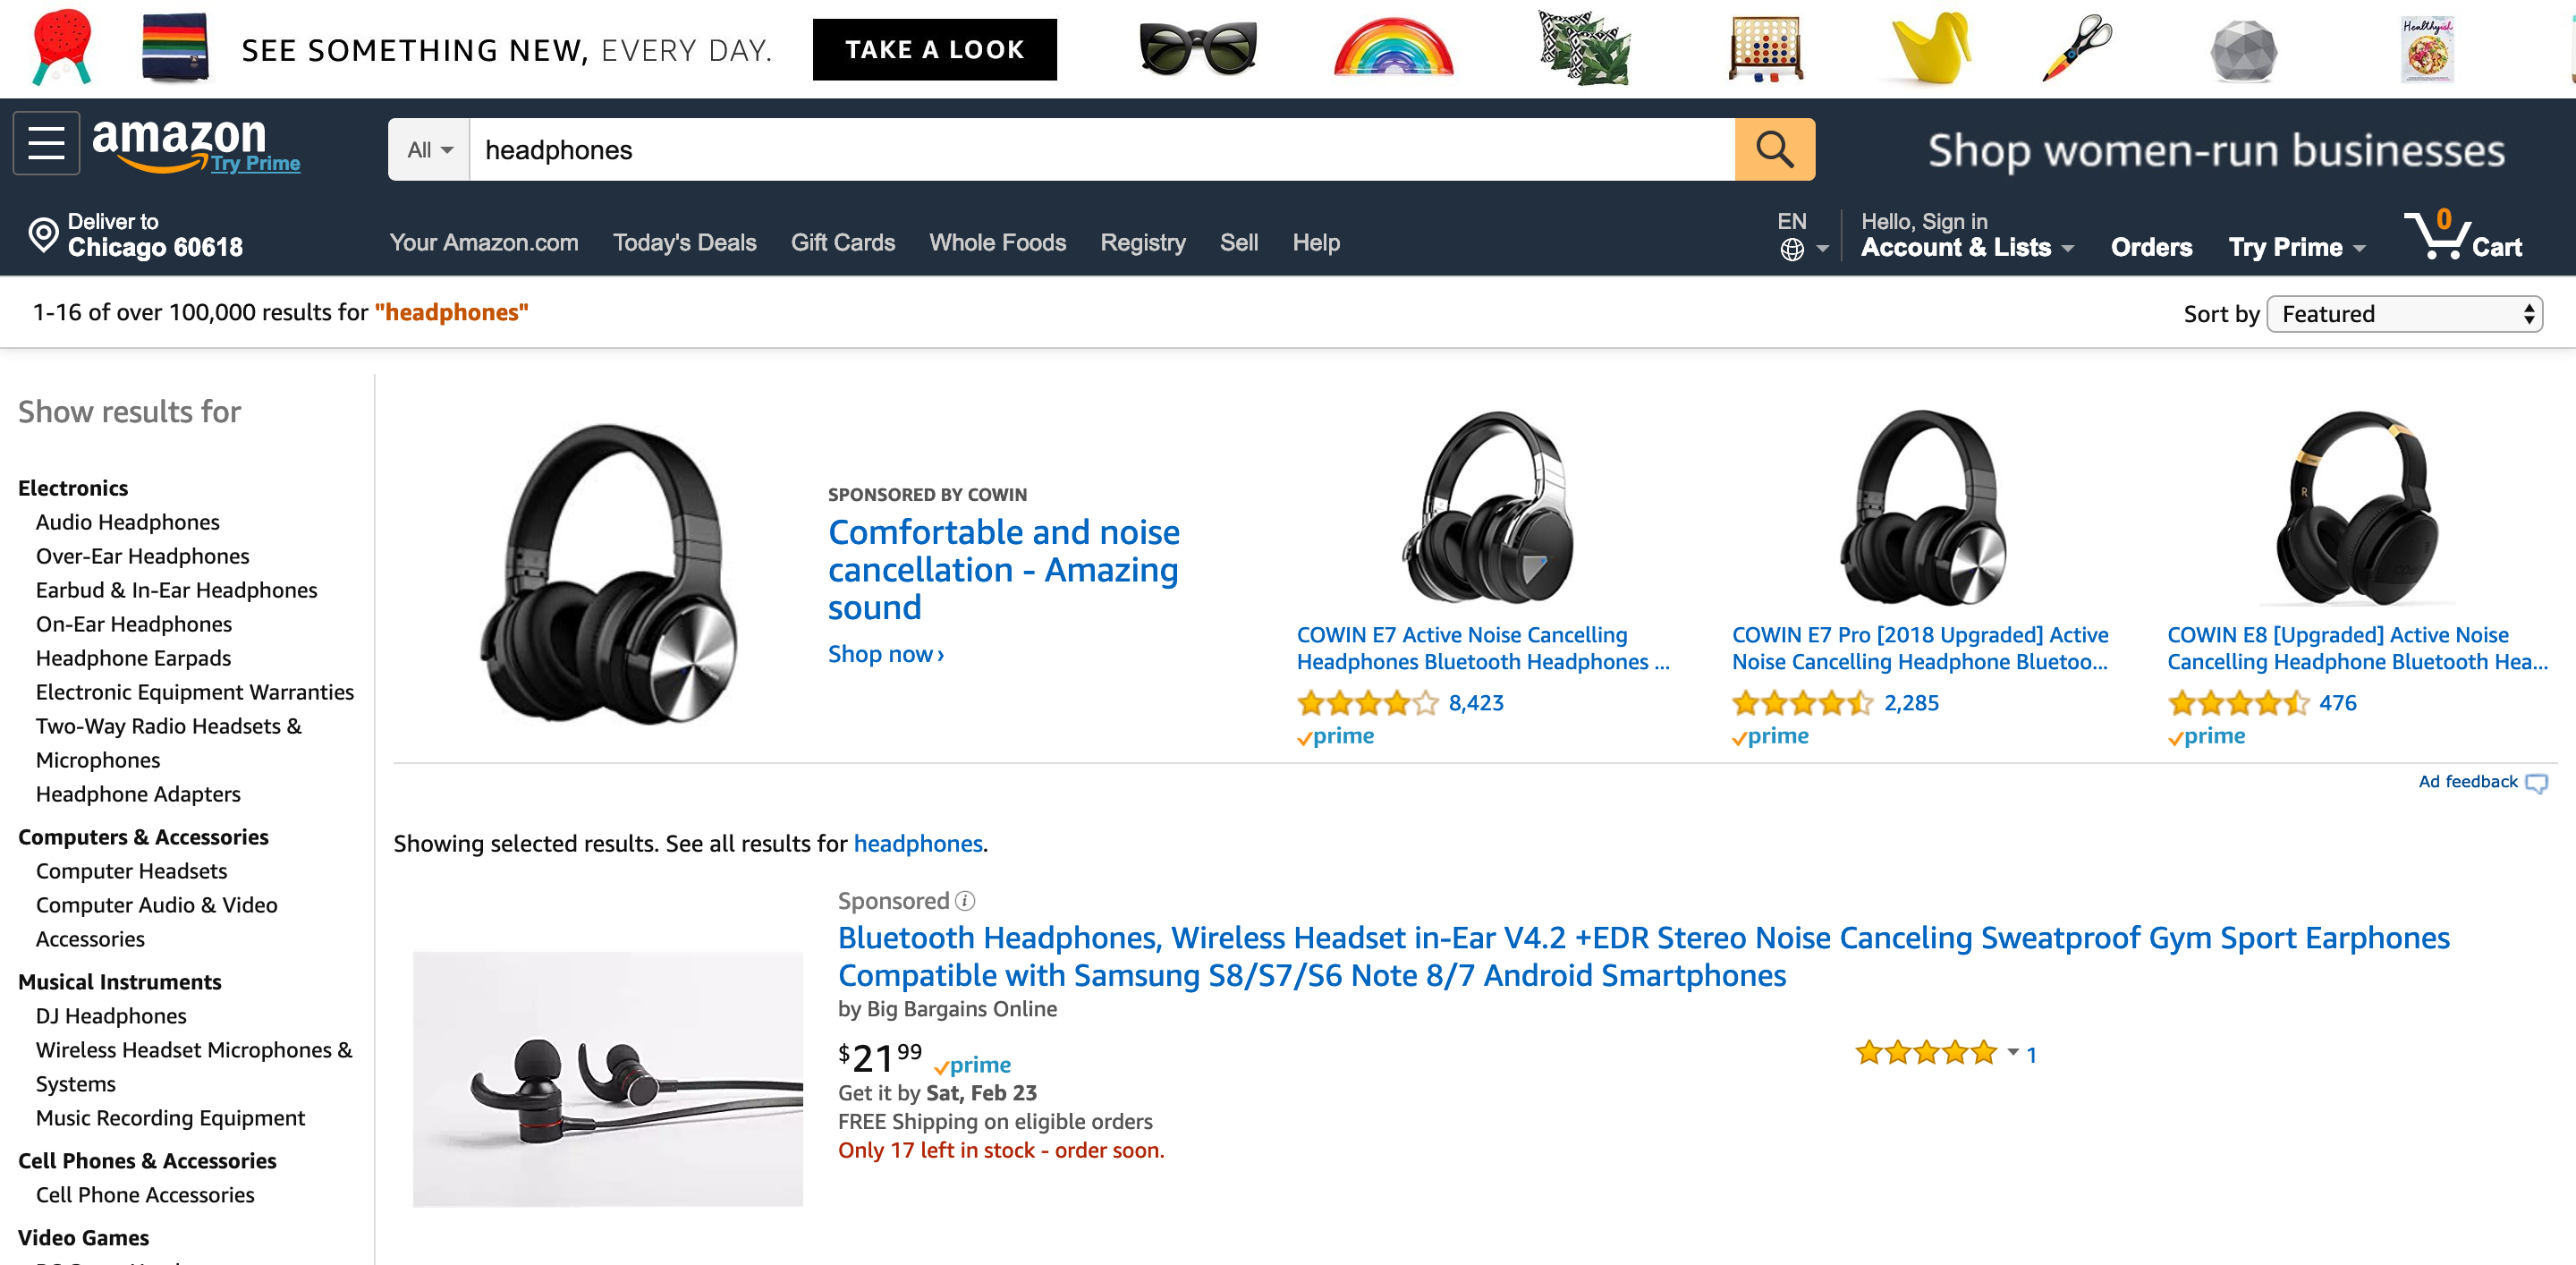 SEE SOMETHING NEW, EVERY DAY.
TAKE A LOOK
Healthyish
amazon
Try Prime
All
headphones
Shop women-run businesses
Deliver to
Chicago 60618
Your Amazon.com
Today's Deals
Gift Cards
Whole Foods
Registry
Sell
Help
EN
Hello, Sign in
Account & Lists
Orders
Try Prime
0
Cart
1-16 of over 100,000 results for "headphones"
Sort by
Featured
Show results for
Electronics
Audio Headphones
Over-Ear Headphones
Earbud & In-Ear Headphones
On-Ear Headphones
Headphone Earpads
Electronic Equipment Warranties
Two-Way Radio Headsets &
Microphones
Headphone Adapters
Computers & Accessories
Computer Headsets
Computer Audio & Video
Accessories
Musical Instruments
DJ Headphones
Wireless Headset Microphones &
Systems
Music Recording Equipment
Cell Phones & Accessories
Cell Phone Accessories
Video Games
SPONSORED BY COWIN
Comfortable and noise
cancellation - Amazing
sound
Shop now ›
COWIN E7 Active Noise Cancelling
Headphones Bluetooth Headphones ...
8,423
prime
COWIN E7 Pro [2018 Upgraded] Active
Noise Cancelling Headphone Bluetoo...
2,285
prime
R
COWIN E8 [Upgraded] Active Noise
Cancelling Headphone Bluetooth Hea...
476
prime
Ad feedback
Showing selected results. See all results for headphones.
Sponsored
Bluetooth Headphones, Wireless Headset in-Ear V4.2 +EDR Stereo Noise Canceling Sweatproof Gym Sport Earphones
Compatible with Samsung S8/S7/S6 Note 8/7 Android Smartphones
by Big Bargains Online
$21 99 prime
1
Get it by Sat, Feb 23
FREE Shipping on eligible orders
Only 17 left in stock - order soon.